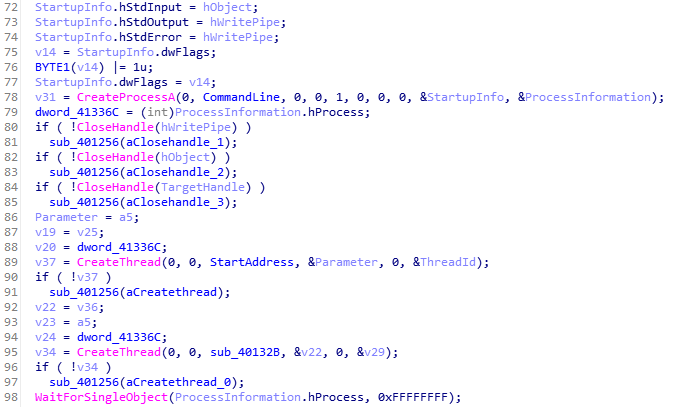 72 StartupInfo.hStdInput = hObject;
73 StartupInfo.hStdOutput = hWritePipe;
74 StartupInfo.hStdError = hWritePipe;
75 v14 = StartupInfo.dwFlags;
76 BYTE1(v14) |= 1u;
77 StartupInfo.dwFlags = v14;
78 v31 = CreateProcessA(0, CommandLine, 0, 0, 1, 0, 0, 0, &StartupInfo, &ProcessInformation);
79 dword_41336C = (int)ProcessInformation.hProcess;
80 if ( !CloseHandle(hWritePipe) )
81   sub_401256(aClosehandle_1);
82 if ( !CloseHandle(hObject) )
83   sub_401256(aClosehandle_2);
84 if ( !CloseHandle(TargetHandle) )
85   sub_401256(aClosehandle_3);
86 Parameter = a5;
87 v19 = v25;
88 v20 = dword_41336C;
89 v37 = CreateThread(0, 0, StartAddress, &Parameter, 0, &ThreadId);
90 if ( !v37 )
91   sub_401256(aCreatethread);
92 v22 = v36;
93 v23 = a5;
94 v24 = dword_41336C;
95 v34 = CreateThread(0, 0, sub_40132B, &v22, 0, &v29);
96 if ( !v34 )
97   sub_401256(aCreatethread_0);
98 WaitForSingleObject(ProcessInformation.hProcess, 0xFFFFFFFF);